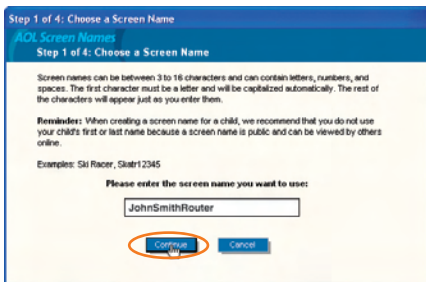 Step 1 of 4: Choose a Screen Name
AOL Screen Names
Step 1 of 4: Choose a Screen Name
Screen names can be between 3 to 16 characters and can contain letters, numbers, and
spaces. The first character must be a letter and will be capitalized automatically. The rest of
the characters will appear just as you enter them.
Reminder: When creating a screen name for a child, we recommend that you do not use
your child's first or last name because a screen name is public and can be viewed by others
online.
Examples: Ski Racer, Skatr12345
Please enter the screen name you want to use:
JohnSmithRouter
Continue Cancel